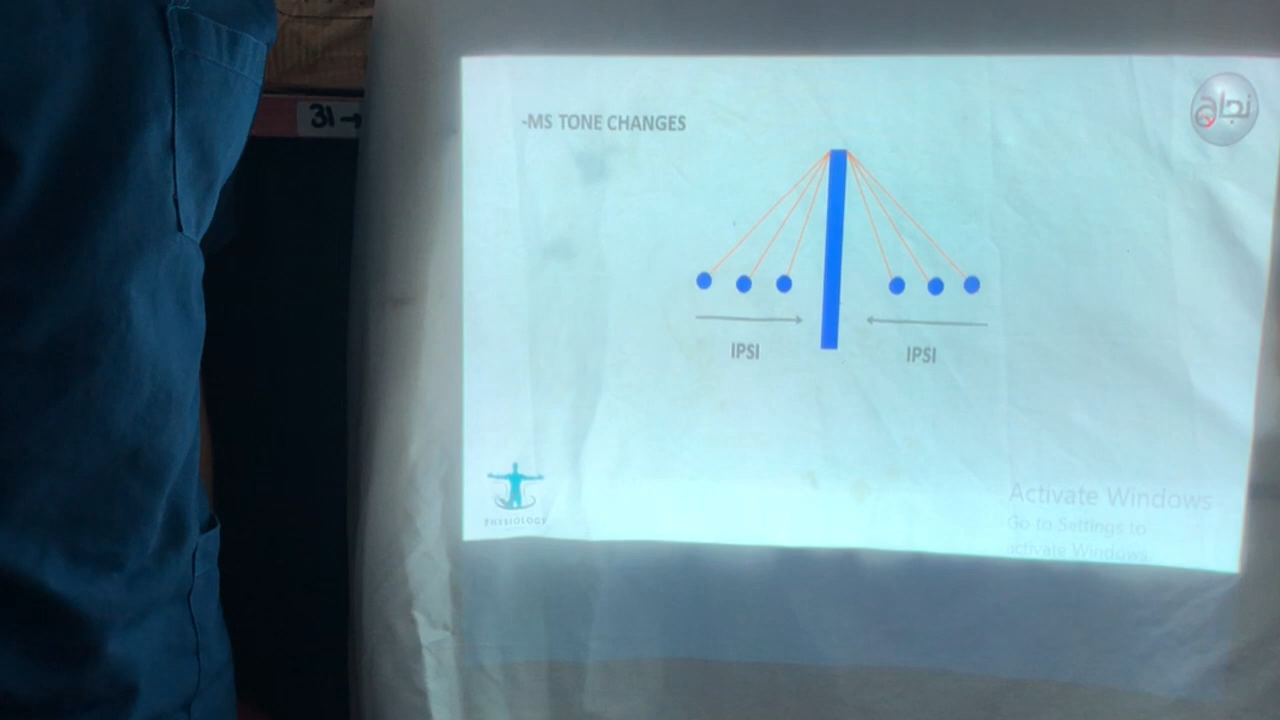 31→
-MS TONE CHANGES
نجاح
IPSI
IPSI
PHYSIOLOGY
Activate Windows
Go to Settings to
activate Windows.